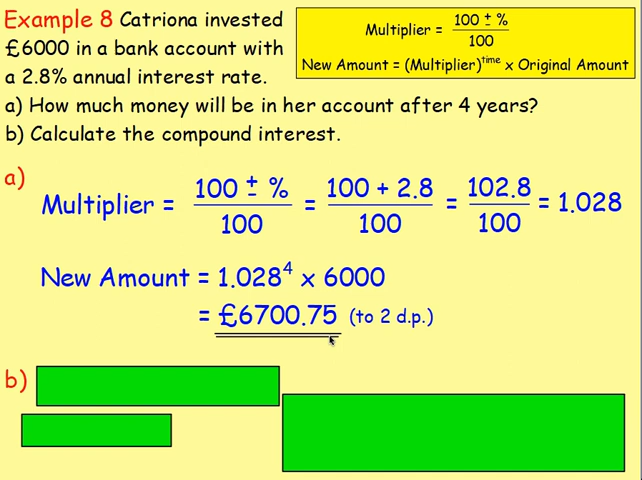 Example 8 Catriona invested
£6000 in a bank account with
a 2.8% annual interest rate.
Multiplier = 100 ± % / 100
New Amount = (Multiplier)^time x Original Amount
a) How much money will be in her account after 4 years?
b) Calculate the compound interest.
a)
Multiplier = 100 ± % / 100 = 100 + 2.8 / 100 = 102.8 / 100 = 1.028
New Amount = 1.028⁴ x 6000
= £6700.75 (to 2 d.p.)
b)